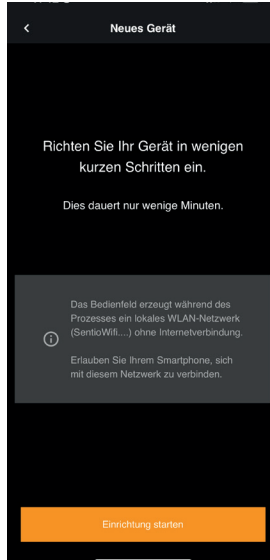 Neues Gerät
Richten Sie Ihr Gerät in wenigen
kurzen Schritten ein.
Dies dauert nur wenige Minuten.
Das Bedienfeld erzeugt während des
Prozesses ein lokales WLAN-Netzwerk
(SentioWifi....) ohne Internetverbindung.
Erlauben Sie Ihrem Smartphone, sich
mit diesem Netzwerk zu verbinden.
Einrichtung starten